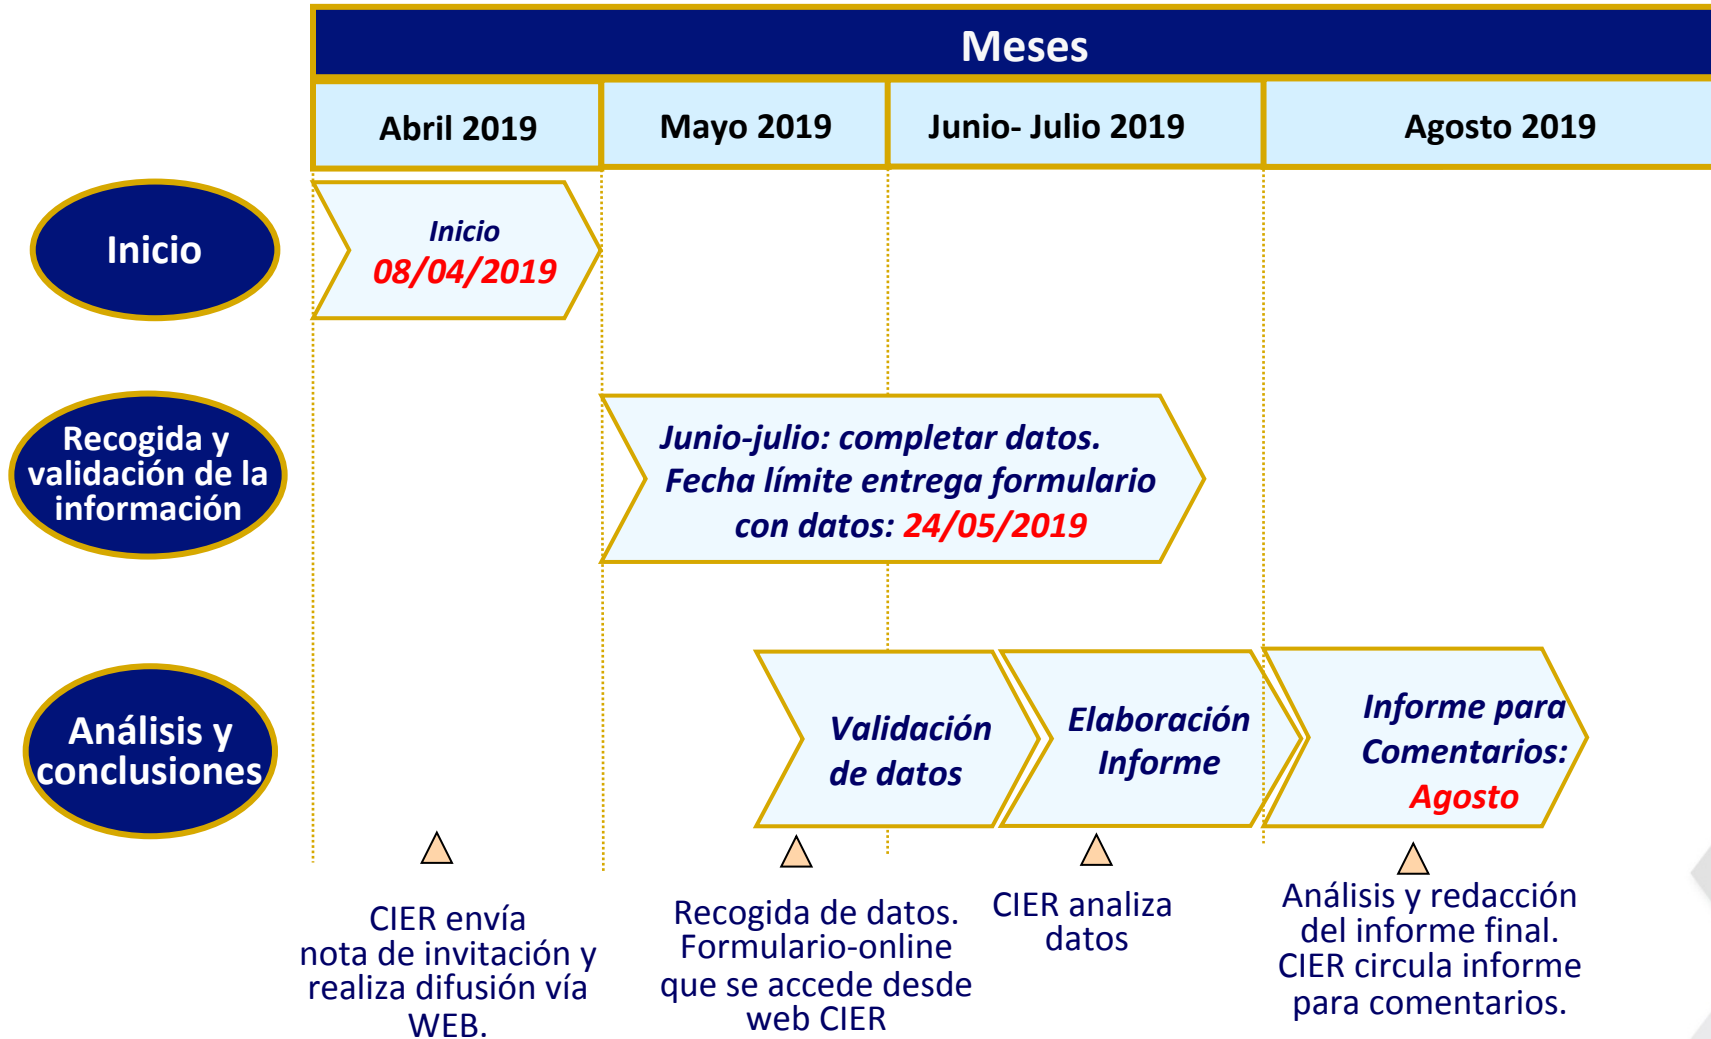 Meses
Abril 2019
Mayo 2019
Junio- Julio 2019
Agosto 2019
Inicio
Inicio
08/04/2019
Recogida y
validación de la
información
Junio-julio: completar datos.
Fecha límite entrega formulario
con datos: 24/05/2019
Análisis y
conclusiones
Validación
de datos
Elaboración
Informe
Informe para
Comentarios:
Agosto
CIER envía
nota de invitación y
realiza difusión vía
WEB.
Recogida de datos.
Formulario-online
que se accede desde
web CIER
CIER analiza
datos
Análisis y redacción
del informe final.
CIER circula informe
para comentarios.